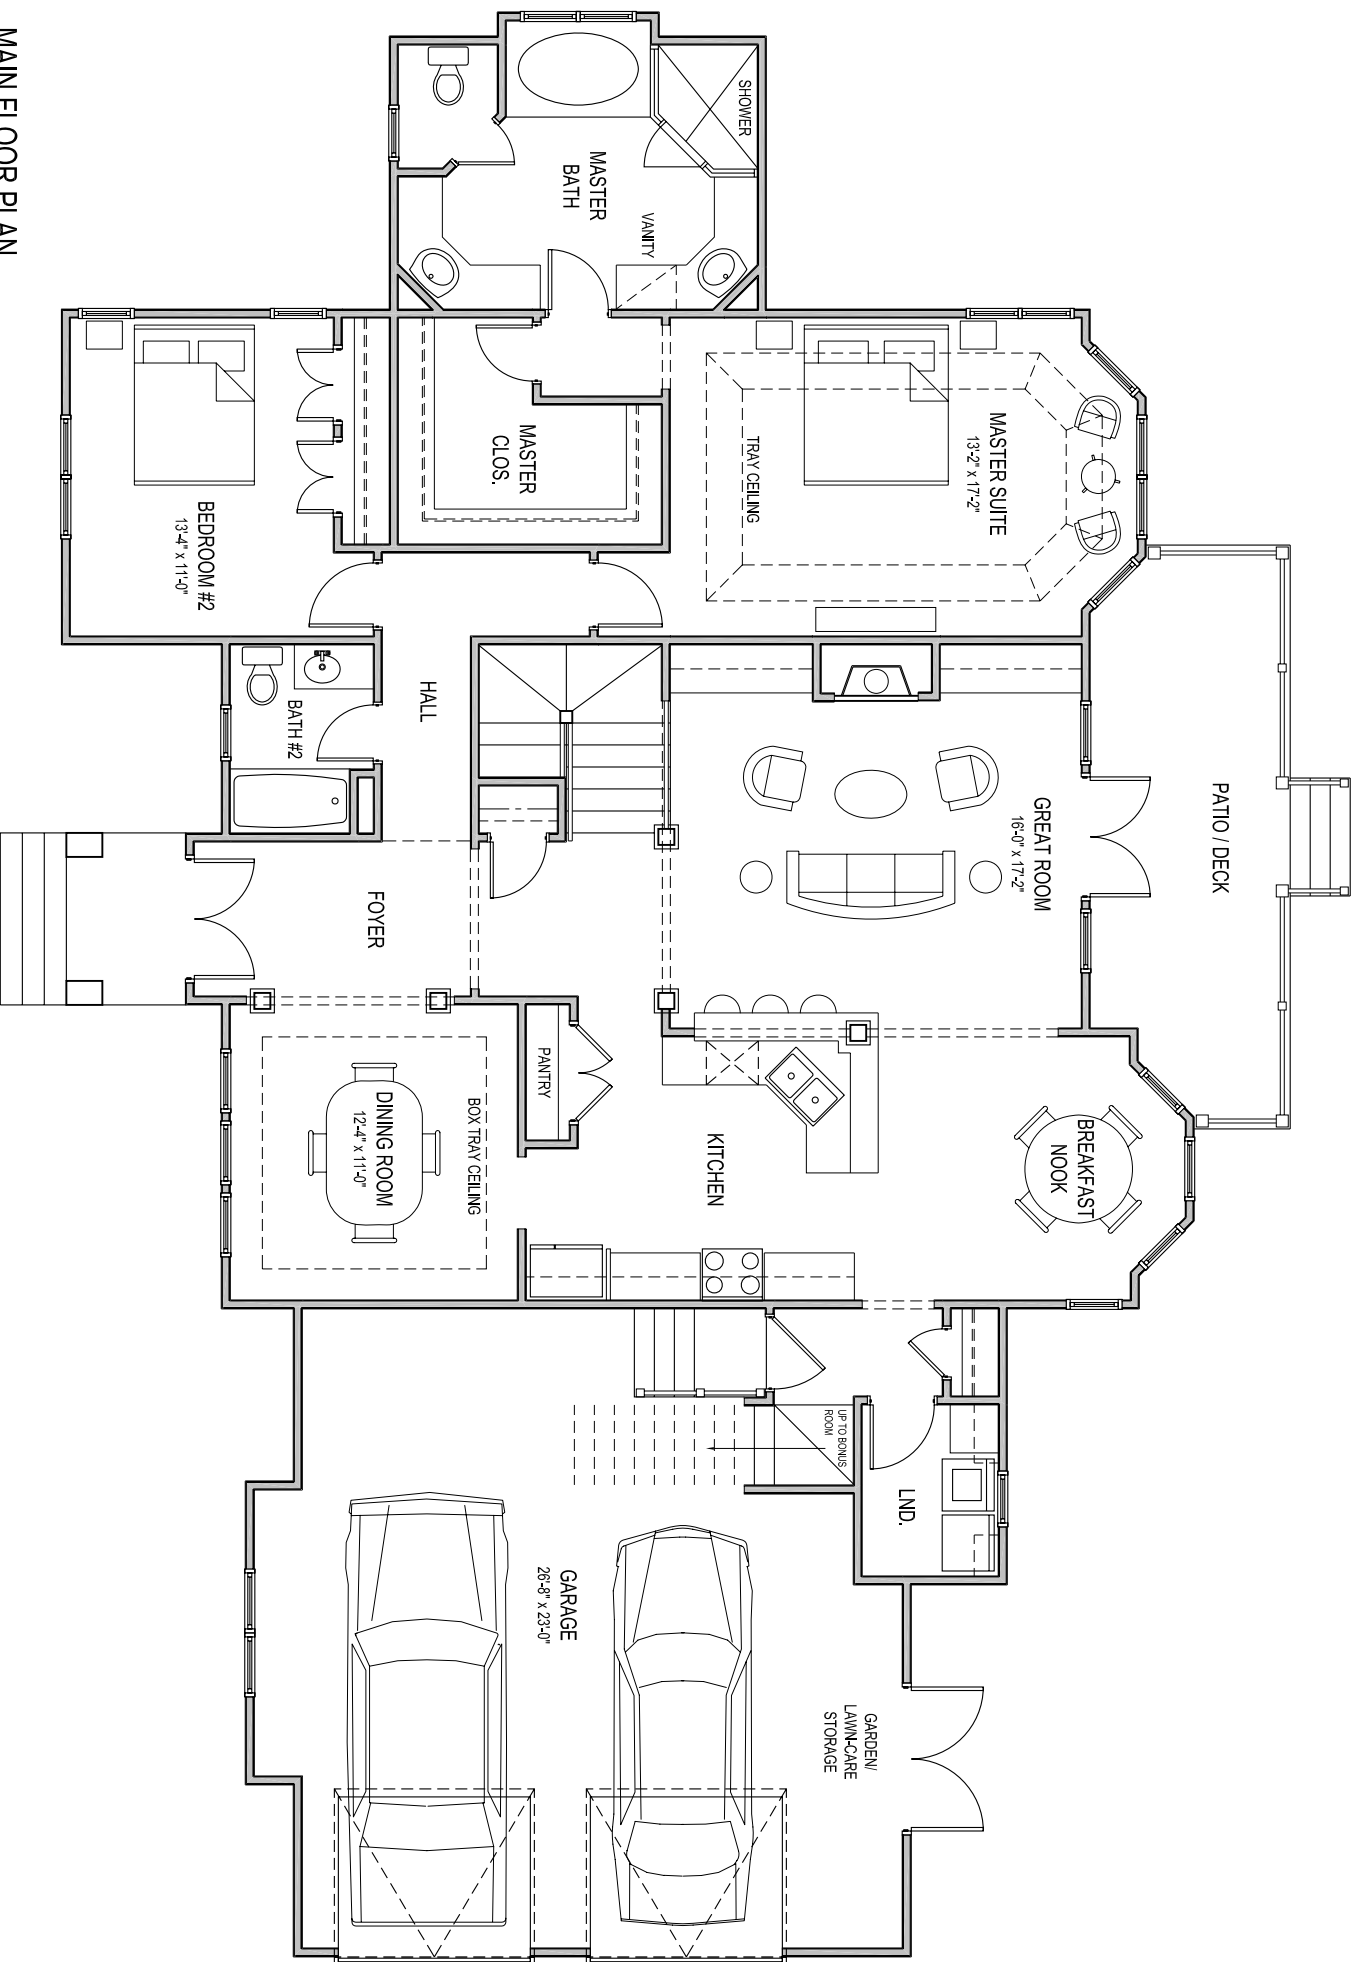 MAIN FLOOR PLAN
SHOWER
MASTER
BATH
VANITY
MASTER
CLOS.
MASTER SUITE
13'-2" x 17'-2"
TRAY CEILING
BEDROOM #2
13'-4" x 11'-0"
BATH #2
HALL
PATIO / DECK
GREAT ROOM
16'-0" x 17'-2"
FOYER
PANTRY
BOX TRAY CEILING
DINING ROOM
12'-4" x 11'-0"
KITCHEN
BREAKFAST
NOOK
UP TO BONUS
ROOM
LND.
GARAGE
26'-8" x 23'-0"
GARDEN/
LAWN-CARE
STORAGE